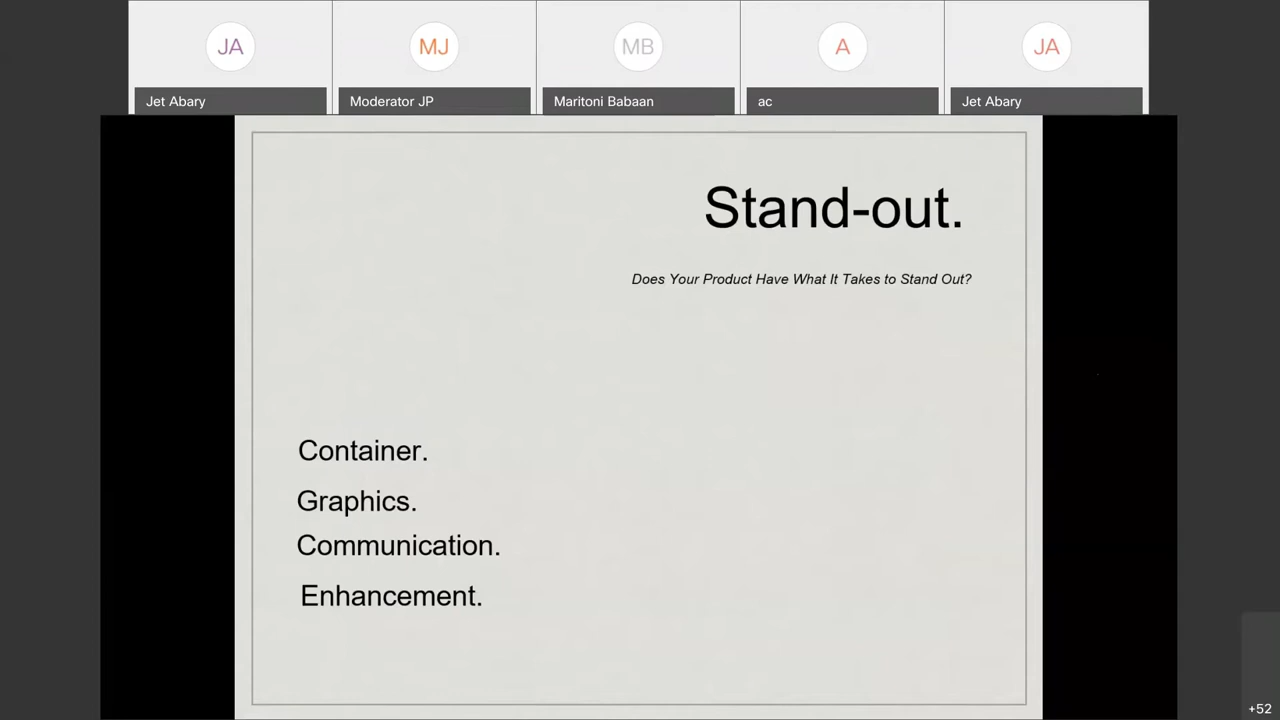 JA
MJ
MB
A
JA
Jet Abary
Moderator JP
Maritoni Babaan
ac
Jet Abary
Stand-out.
Does Your Product Have What It Takes to Stand Out?
Container.
Graphics.
Communication.
Enhancement.
+52